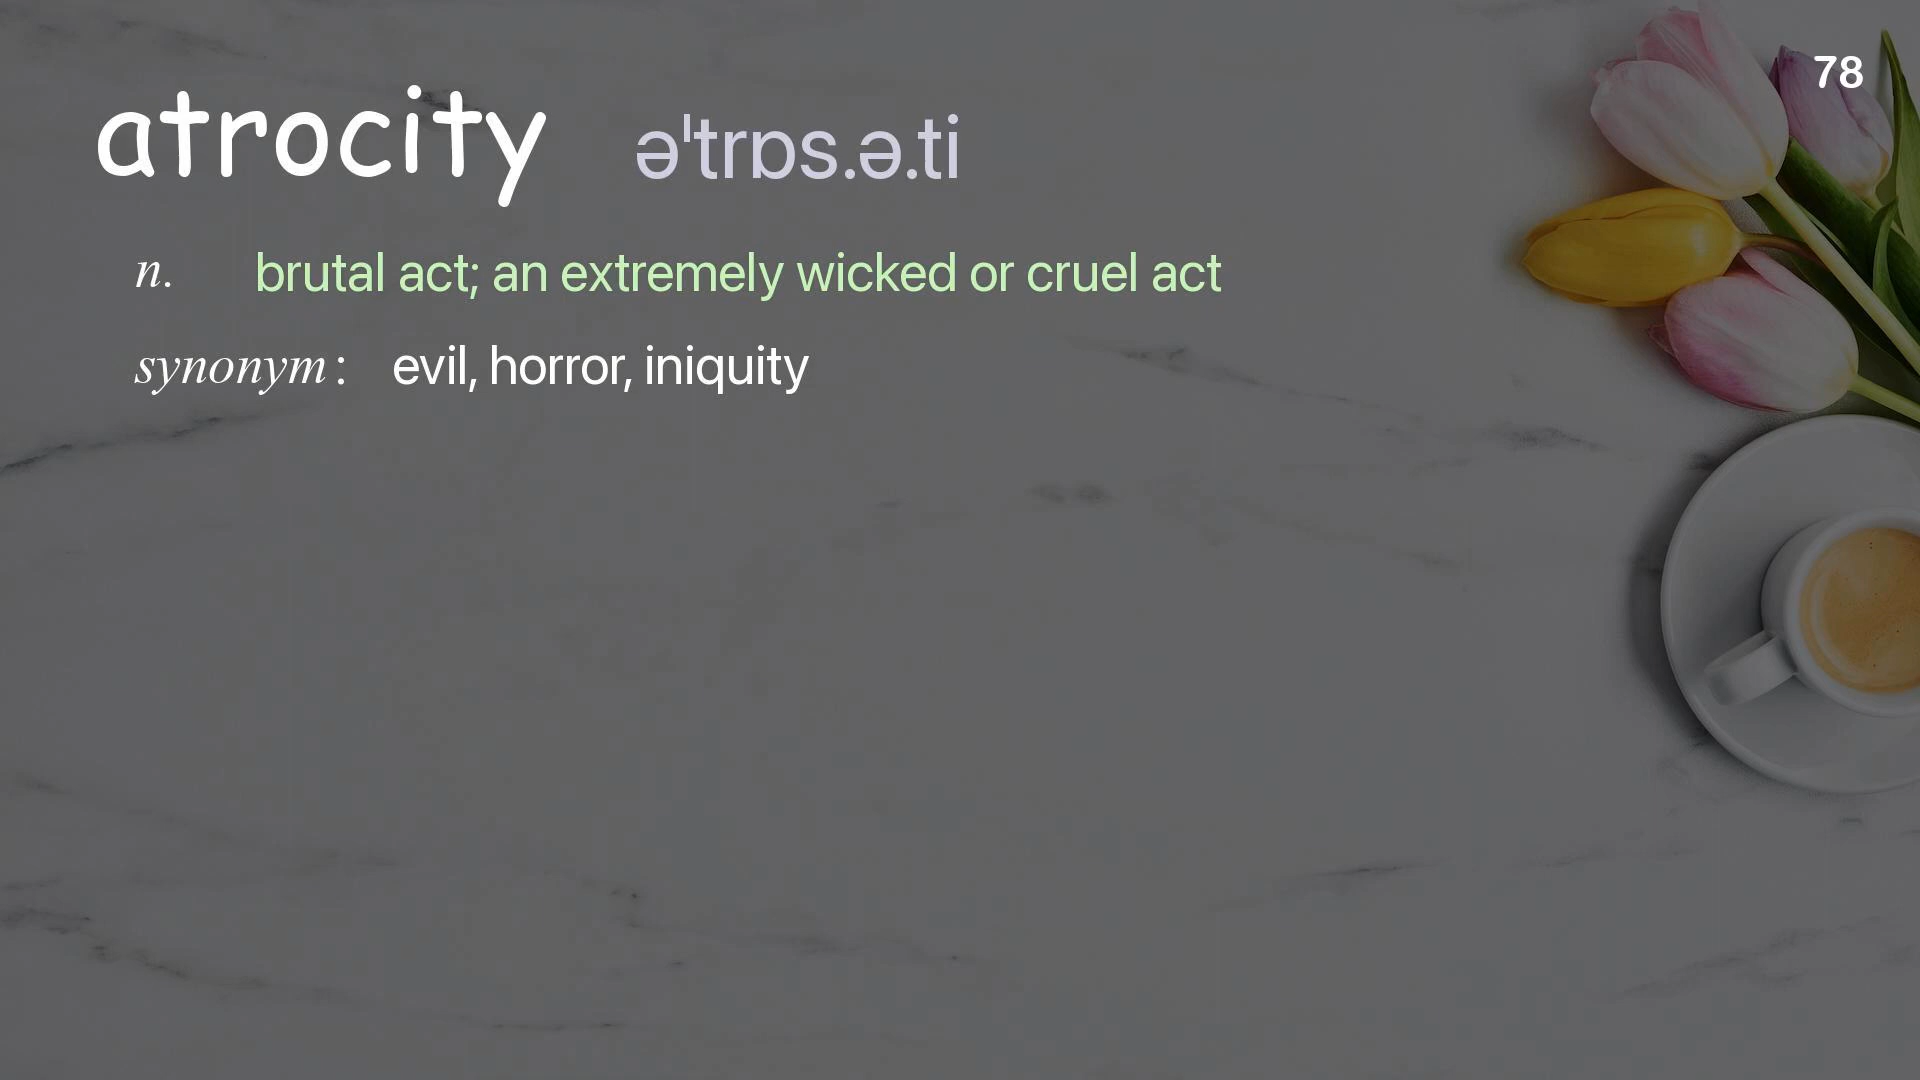 78
atrocity əˈtrɒs.ə.ti
n. brutal act; an extremely wicked or cruel act
synonym: evil, horror, iniquity